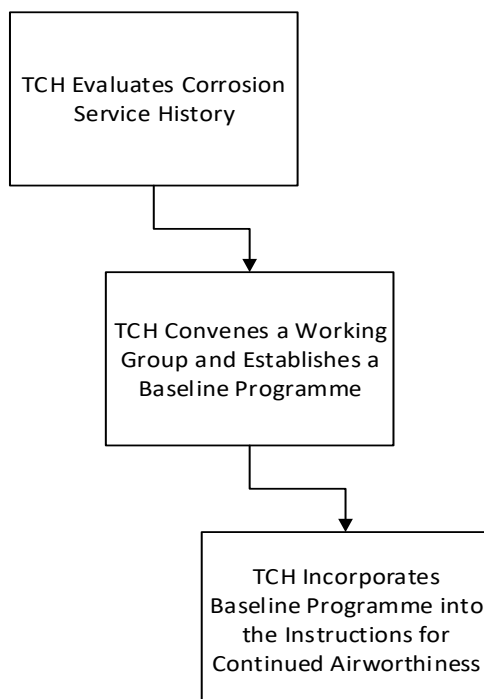 TCH Evaluates Corrosion
Service History
TCH Convenes a Working
Group and Establishes a
Baseline Programme
TCH Incorporates
Baseline Programme into
the Instructions for
Continued Airworthiness